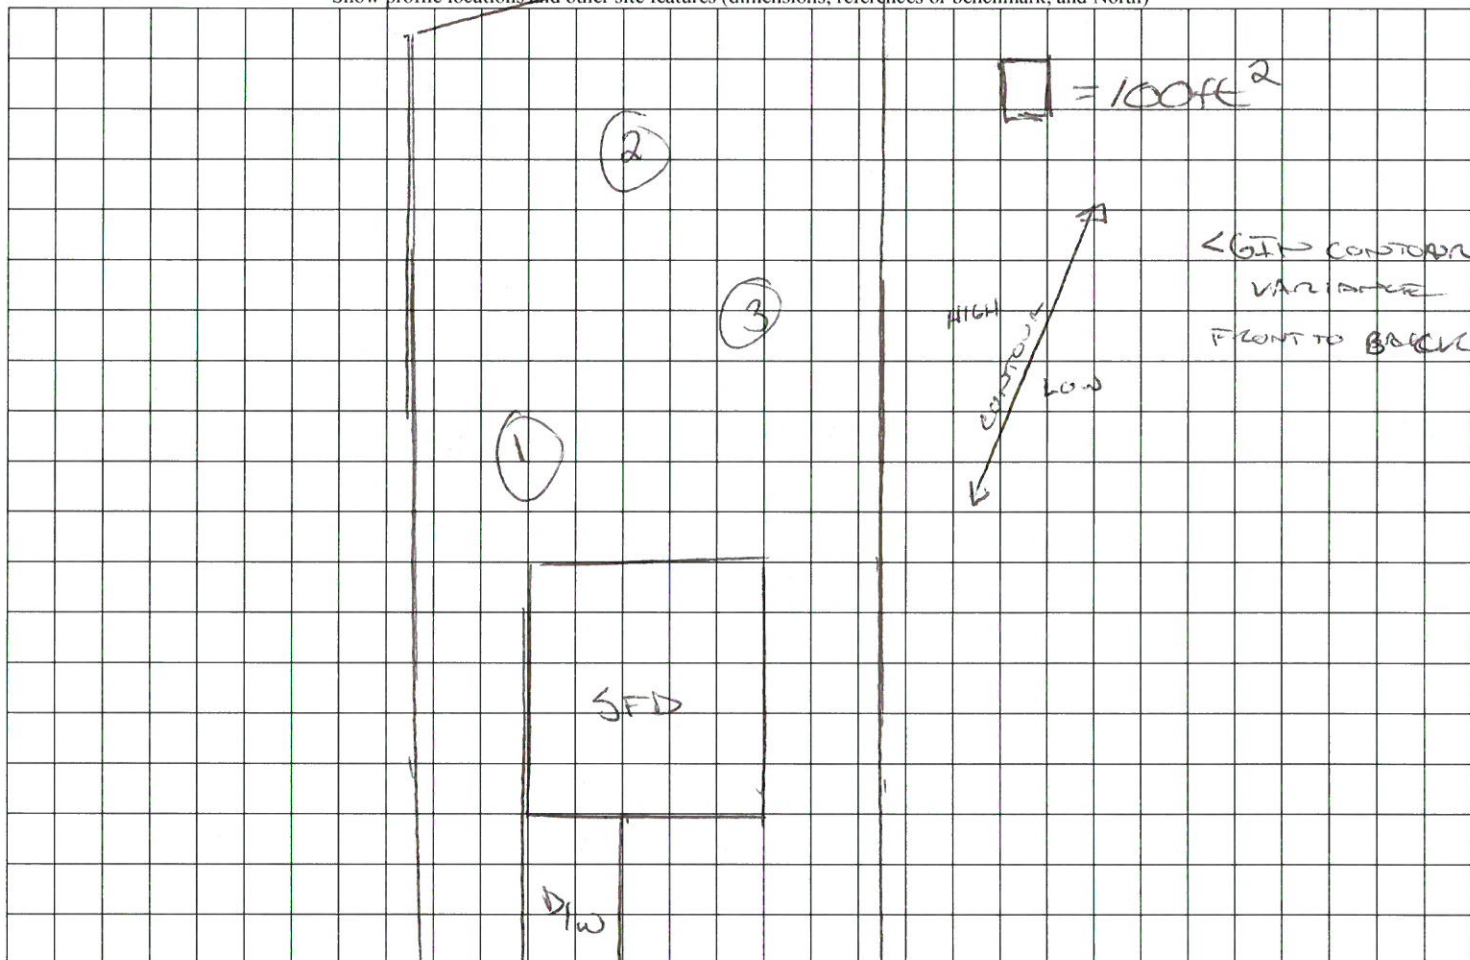 Show profile locations and other site features (dimensions, references or benchmark, and North)
= 100ft²
2
<6IN CONTOUR
VARIANCE
FRONT TO BACK
3
HIGH
CONTOUR
LOW
1
SFD
D/W